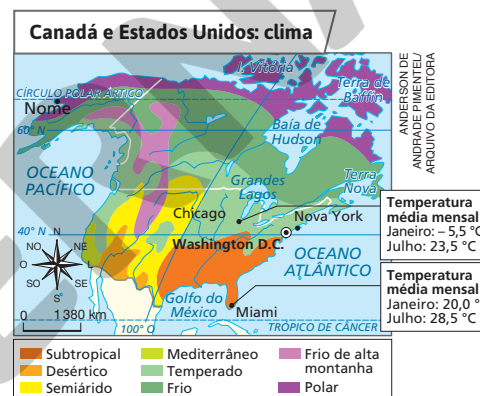 Canadá e Estados Unidos: clima
ANDERSON DE
ANDRADE PIMENTEL/
ARQUIVO DA EDITORA
I. Vitória
Terra de
Baffin
CÍRCULO POLAR ÁRTICO
Nome
60° N
Baía de
Hudson
OCEANO
PACÍFICO
Terra
Nova
Grandes
Lagos
Chicago
Nova York
40° N
Washington D.C.
OCEANO
ATLÂNTICO
Temperatura
média mensal
Janeiro: – 5,5 °C
Julho: 23,5 °C
Temperatura
média mensal
Janeiro: 20,0 °
Julho: 28,5 °C
N
NO
NE
O
SO
SE
S
Golfo do
México
Miami
0 1380 km
100° O
TRÓPICO DE CÂNCER
Subtropical
Desértico
Semiárido
Mediterrâneo
Temperado
Frio
Frio de alta
montanha
Polar